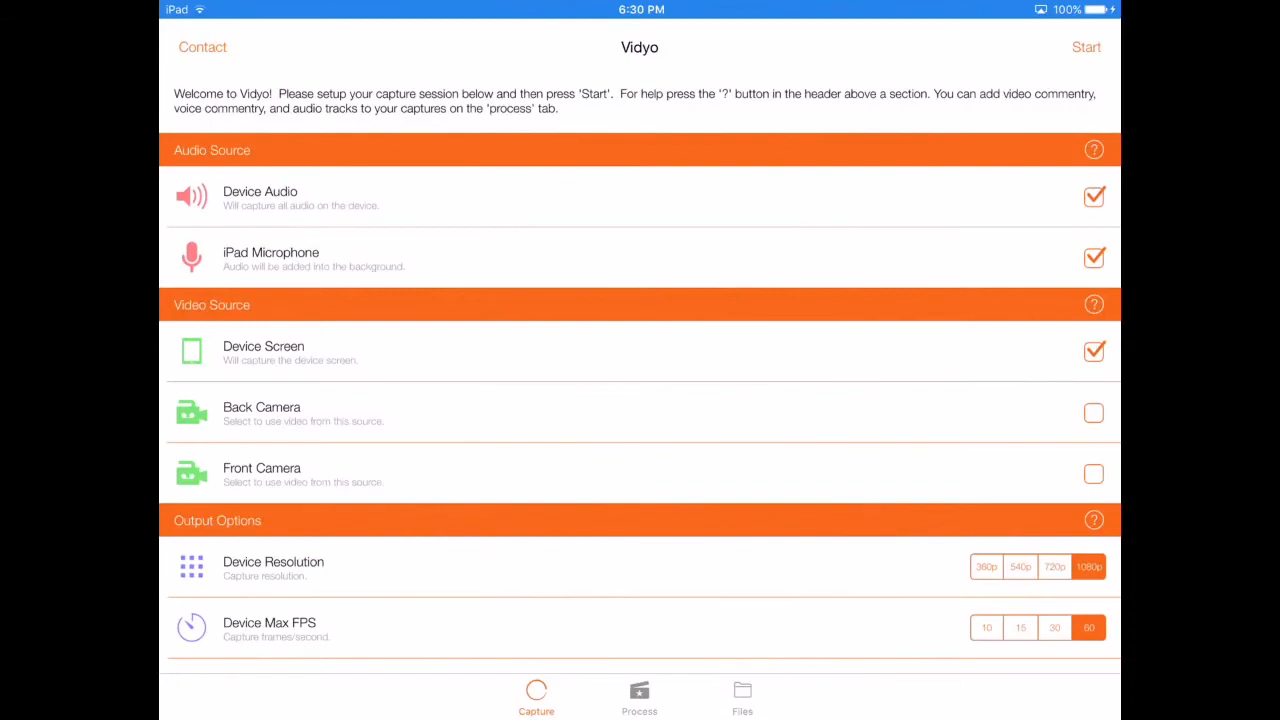 iPad 6:30 PM 100%
Contact Vidyo Start
Welcome to Vidyo! Please setup your capture session below and then press 'Start'. For help press the '?' button in the header above a section. You can add video commentry,
voice commentry, and audio tracks to your captures on the 'process' tab.
Audio Source ?
Device Audio
Will capture all audio on the device.
iPad Microphone
Audio will be added into the background.
Video Source ?
Device Screen
Will capture the device screen.
Back Camera
Select to use video from this source.
Front Camera
Select to use video from this source.
Output Options ?
Device Resolution 360p 540p 720p 1080p
Capture resolution.
Device Max FPS 10 15 30 60
Capture frames/second.
Capture Process Files